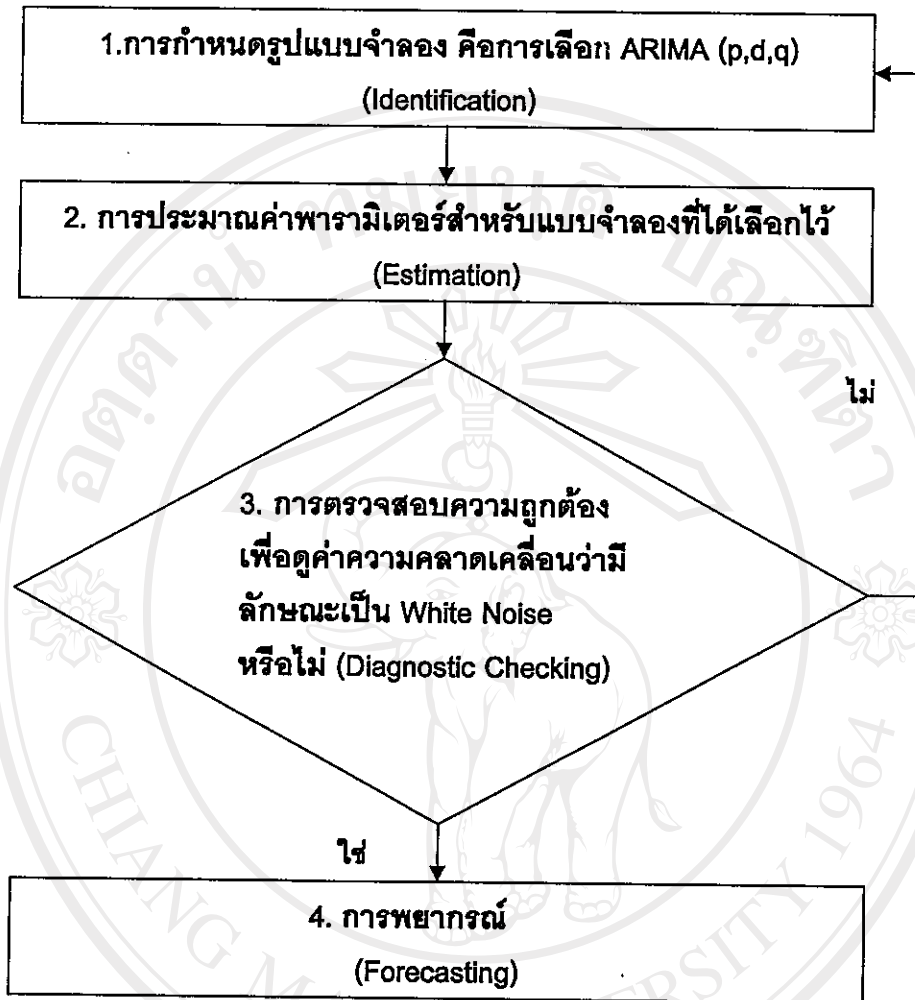 1.การกำหนดรูปแบบจำลอง คือการเลือก ARIMA (p,d,q)
(Identification)
2. การประมาณค่าพารามิเตอร์สำหรับแบบจำลองที่ได้เลือกไว้
(Estimation)
ไม่
3. การตรวจสอบความถูกต้อง
เพื่อดูค่าความคลาดเคลื่อนว่ามี
ลักษณะเป็น White Noise
หรือไม่ (Diagnostic Checking)
ใช่
4. การพยากรณ์
(Forecasting)
CHIANG UNIVERSITY 1964